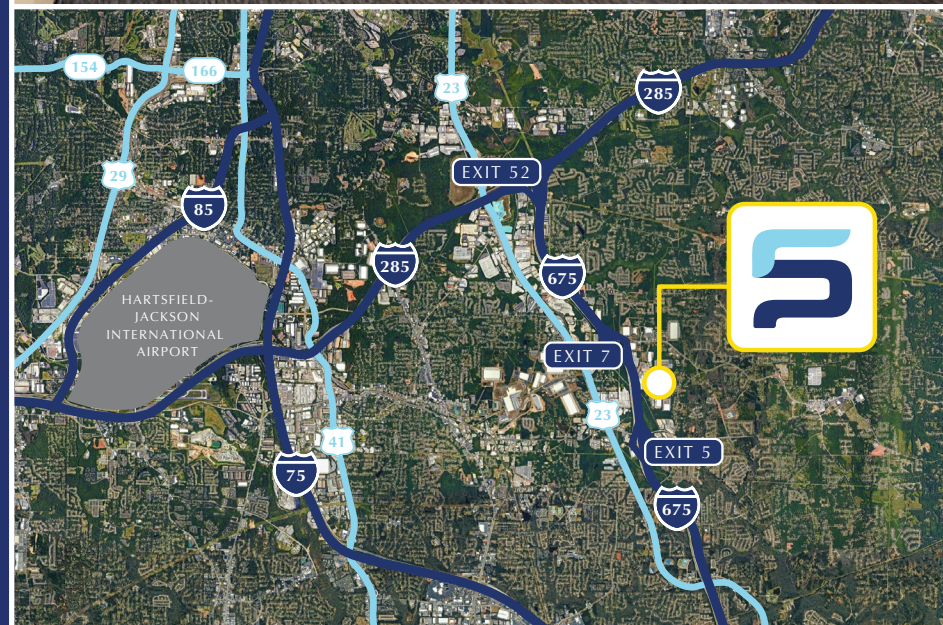 154
166
23
285
EXIT 52
29
85
285
675
HARTSFIELD-
JACKSON
INTERNATIONAL
AIRPORT
EXIT 7
23
41
EXIT 5
75
675